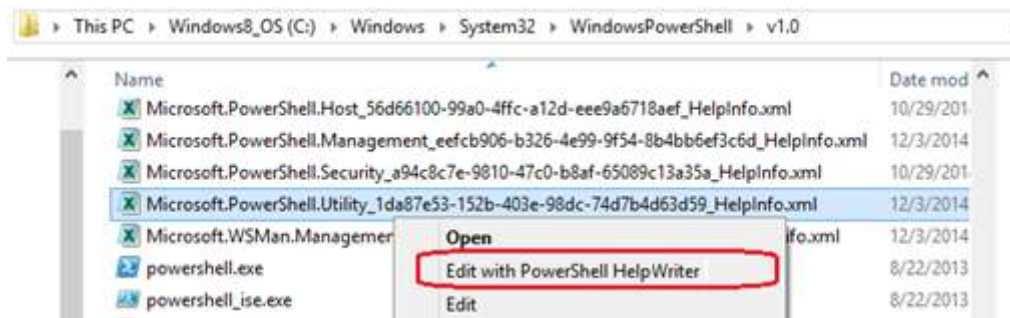 This PC ▸ Windows8_OS (C:) ▸ Windows ▸ System32 ▸ WindowsPowerShell ▸ v1.0
Name Date mod
Microsoft.PowerShell.Host_56d66100-99a0-4ffc-a12d-eee9a6718aef_HelpInfo.xml 10/29/201
Microsoft.PowerShell.Management_eefcb906-b326-4e99-9f54-8b4bb6ef3c6d_HelpInfo.xml 12/3/2014
Microsoft.PowerShell.Security_a94c8c7e-9810-47c0-b8af-65089c13a35a_HelpInfo.xml 10/29/201
Microsoft.PowerShell.Utility_1da87e53-152b-403e-98dc-74d7b4d63d59_HelpInfo.xml 12/3/2014
Microsoft.WSMan.Managemer Open fo.xml 12/3/2014
powershell.exe Edit with PowerShell HelpWriter 8/22/2013
powershell_ise.exe Edit 8/22/2013